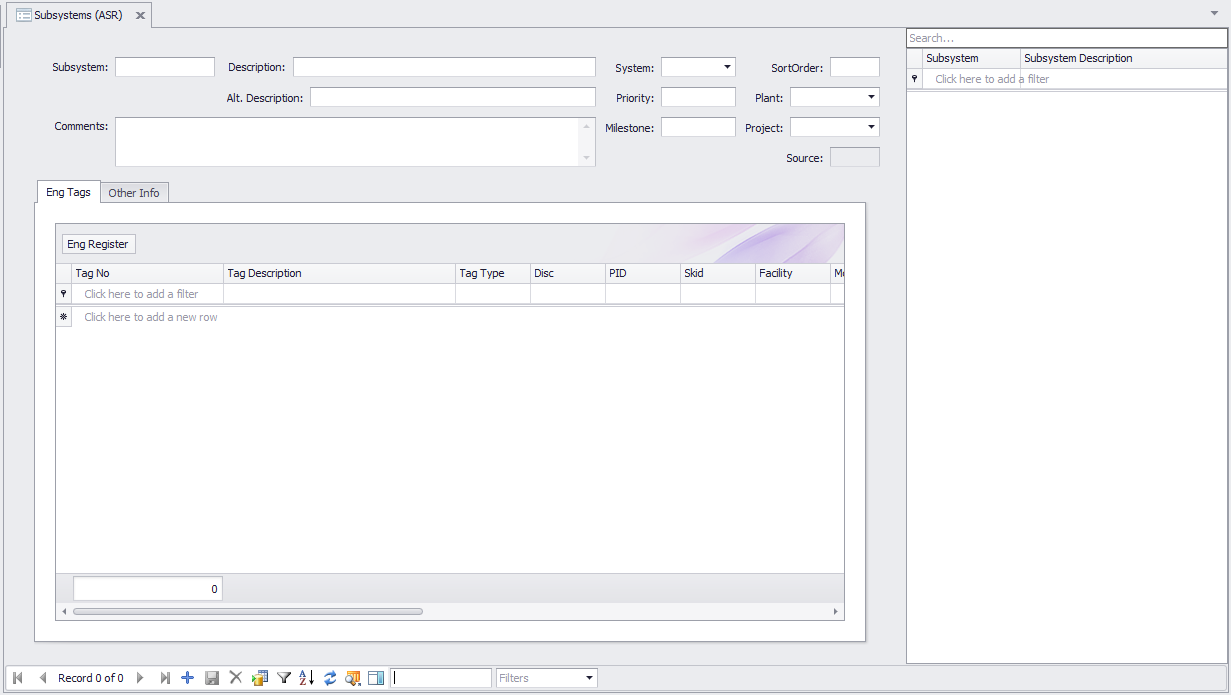 Subsystems (ASR)
Search...
Subsystem: Description: System: SortOrder:
Alt. Description: Priority: Plant:
Comments: Milestone: Project:
Source:
Subsystem Subsystem Description
Click here to add a filter
Eng Tags Other Info
Eng Register
Tag No Tag Description Tag Type Disc PID Skid Facility
Click here to add a filter
Click here to add a new row
0
Record 0 of 0 Filters